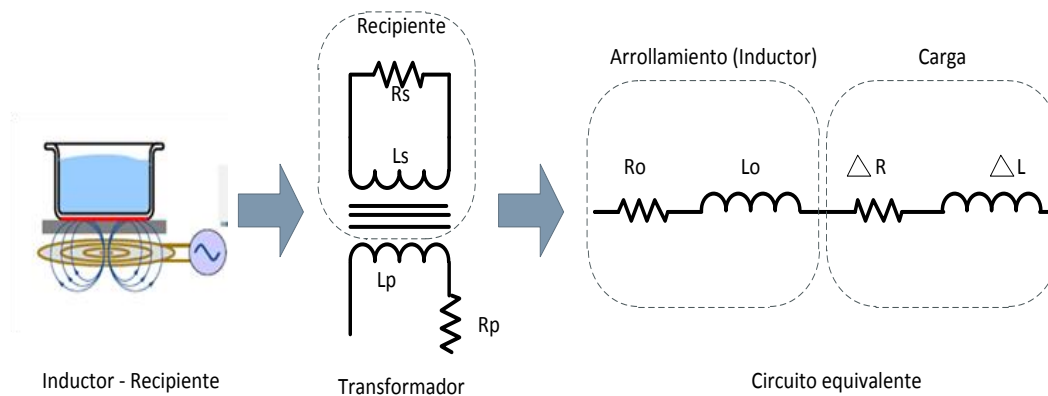 Recipiente
Rs
Ls
Lp
Rp
Inductor - Recipiente
Transformador
Arrollamiento (Inductor)
Carga
Ro
Lo
△ R
△ L
Circuito equivalente